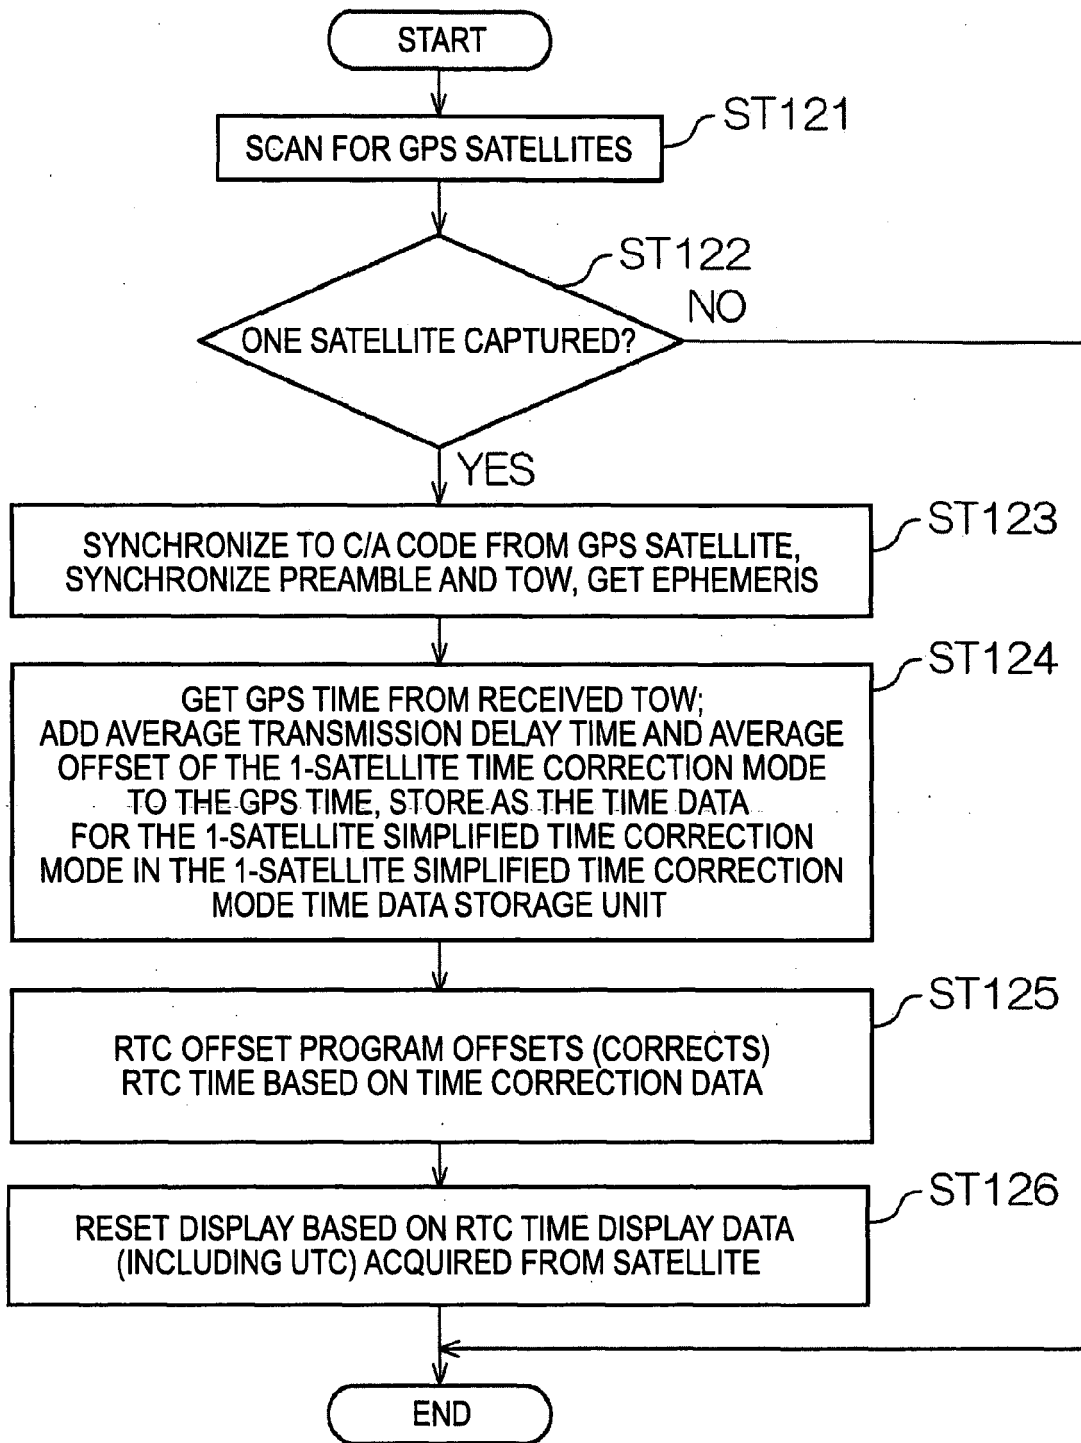 START
ST121
SCAN FOR GPS SATELLITES
ST122
NO
ONE SATELLITE CAPTURED?
YES
ST123
SYNCHRONIZE TO C/A CODE FROM GPS SATELLITE,
SYNCHRONIZE PREAMBLE AND TOW, GET EPHEMERIS
ST124
GET GPS TIME FROM RECEIVED TOW;
ADD AVERAGE TRANSMISSION DELAY TIME AND AVERAGE
OFFSET OF THE 1-SATELLITE TIME CORRECTION MODE
TO THE GPS TIME, STORE AS THE TIME DATA
FOR THE 1-SATELLITE SIMPLIFIED TIME CORRECTION
MODE IN THE 1-SATELLITE SIMPLIFIED TIME CORRECTION
MODE TIME DATA STORAGE UNIT
ST125
RTC OFFSET PROGRAM OFFSETS (CORRECTS)
RTC TIME BASED ON TIME CORRECTION DATA
ST126
RESET DISPLAY BASED ON RTC TIME DISPLAY DATA
(INCLUDING UTC) ACQUIRED FROM SATELLITE
END